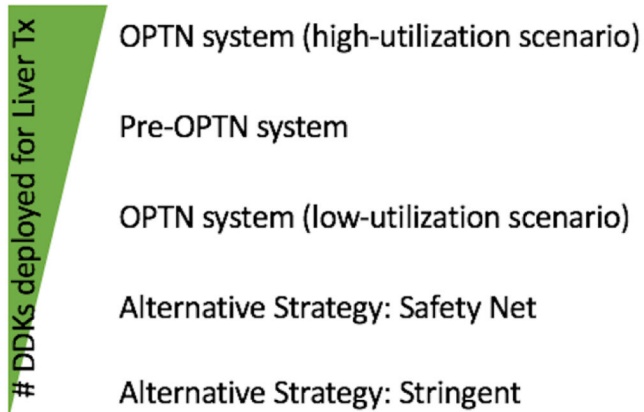 # DDKs deployed for Liver Tx
OPTN system (high-utilization scenario)
Pre-OPTN system
OPTN system (low-utilization scenario)
Alternative Strategy: Safety Net
Alternative Strategy: Stringent